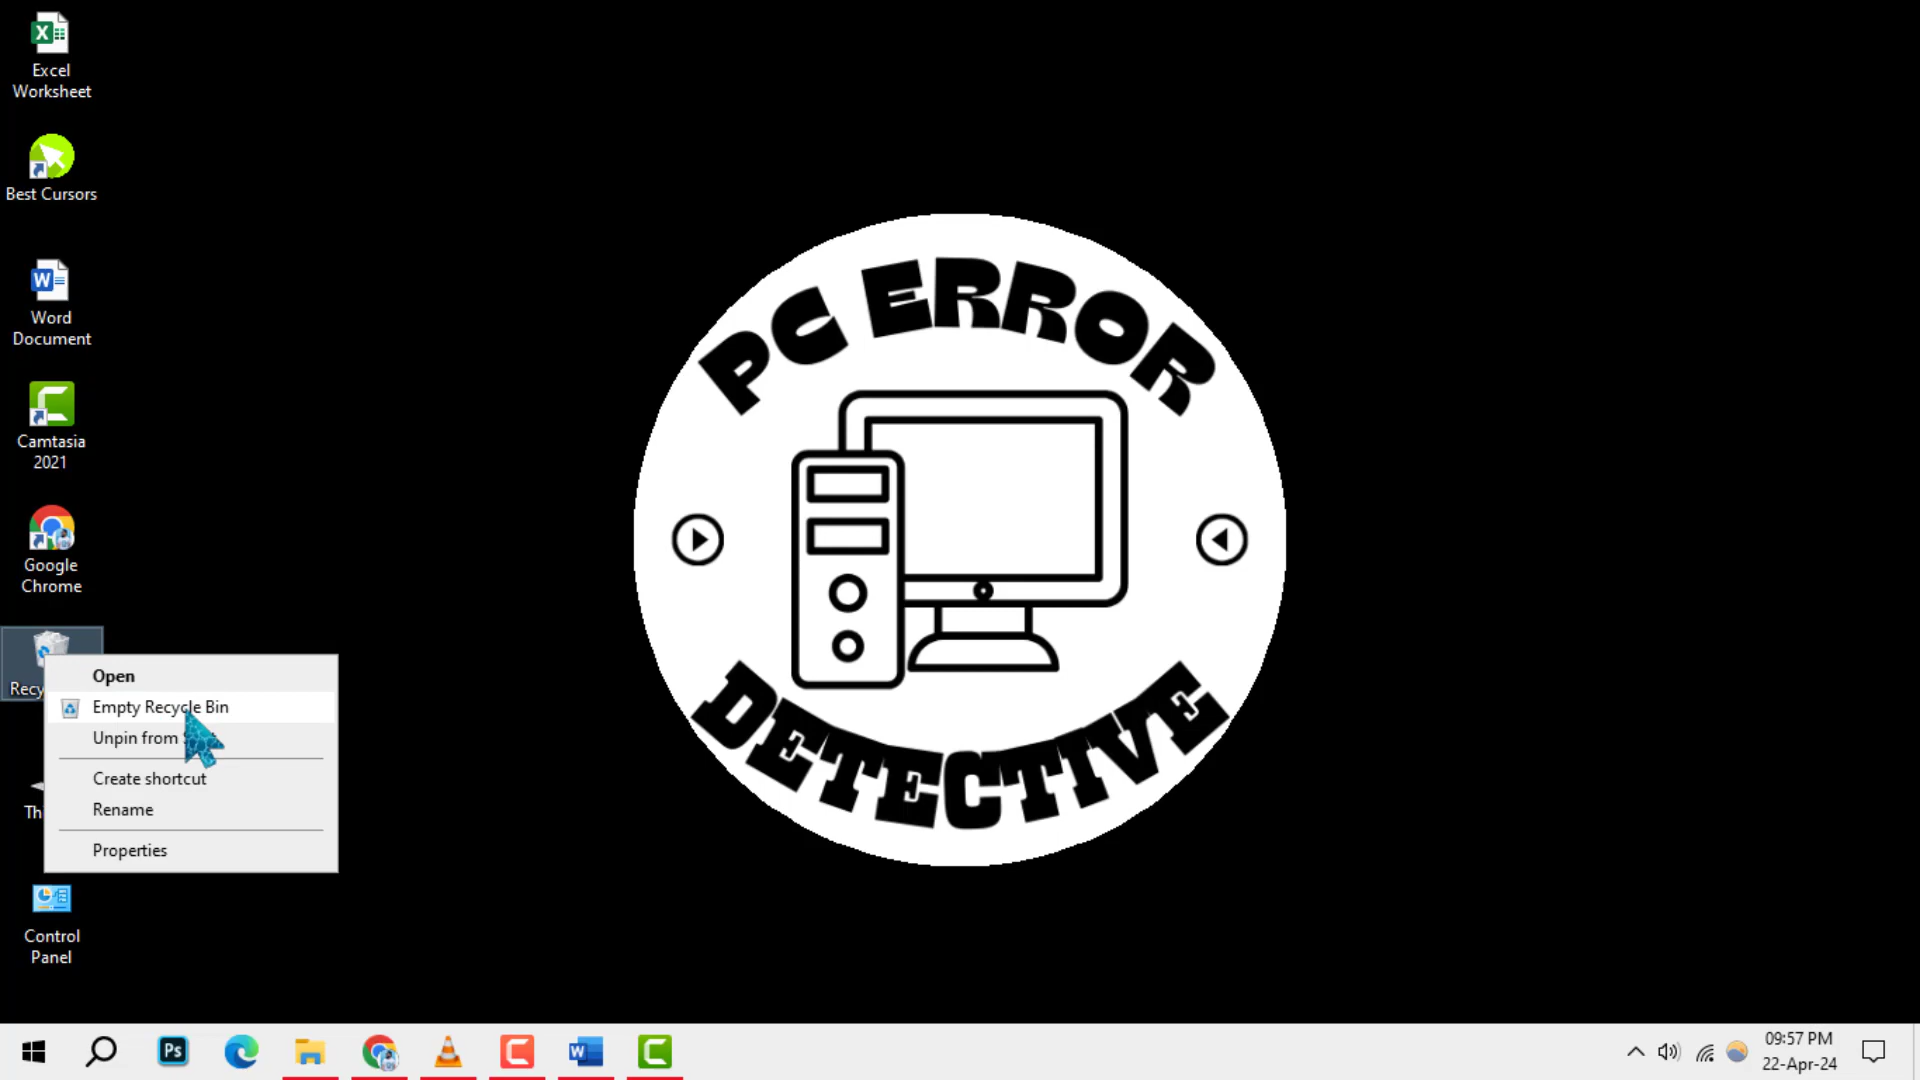 Excel
Worksheet
Best Cursors
Word
Document
Camtasia
2021
Google
Chrome
Recy
Open
Empty Recycle Bin
Unpin from
Create shortcut
Rename
Properties
Th
Control
Panel
PC ERROR
DETECTIVE
Ps
W
09:57 PM
22-Apr-24